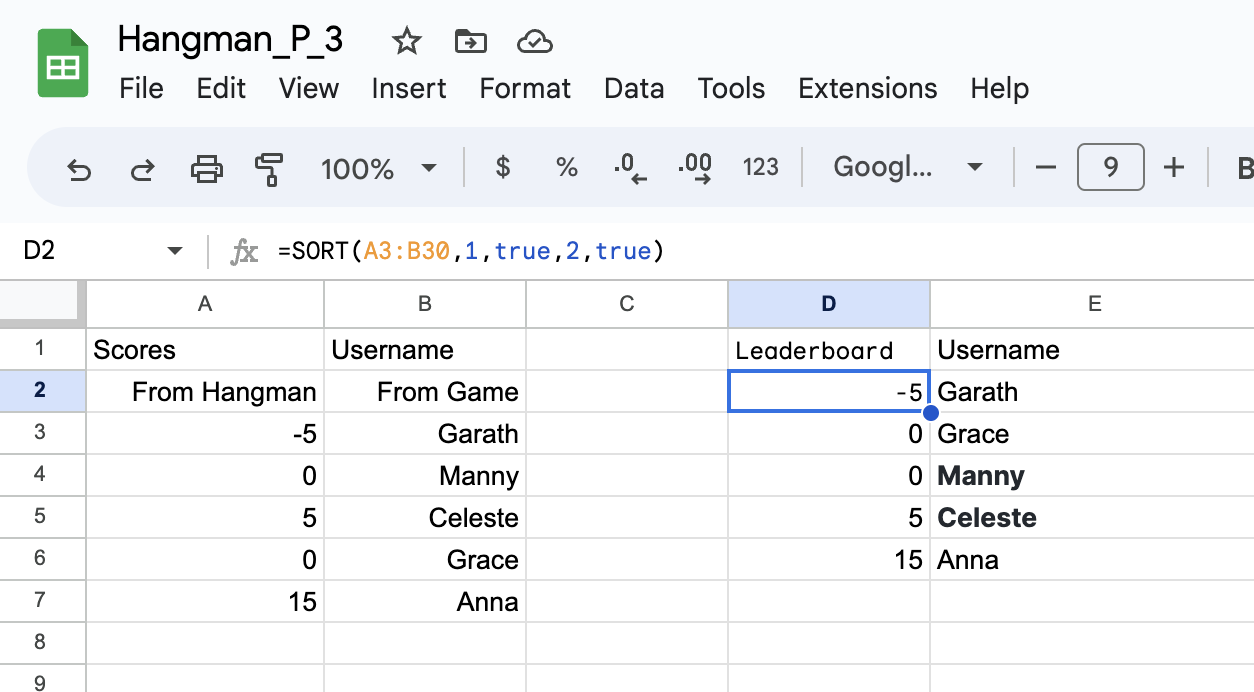 Hangman_P_3
File Edit View Insert Format Data Tools Extensions Help
100% $ % .0 .00 123 Googl... − 9 + B
D2 fx =SORT(A3:B30,1,true,2,true)
A B C D E
1 Scores Username Leaderboard Username
2 From Hangman From Game -5 Garath
3 -5 Garath 0 Grace
4 0 Manny 0 Manny
5 5 Celeste 5 Celeste
6 0 Grace 15 Anna
7 15 Anna
8
9